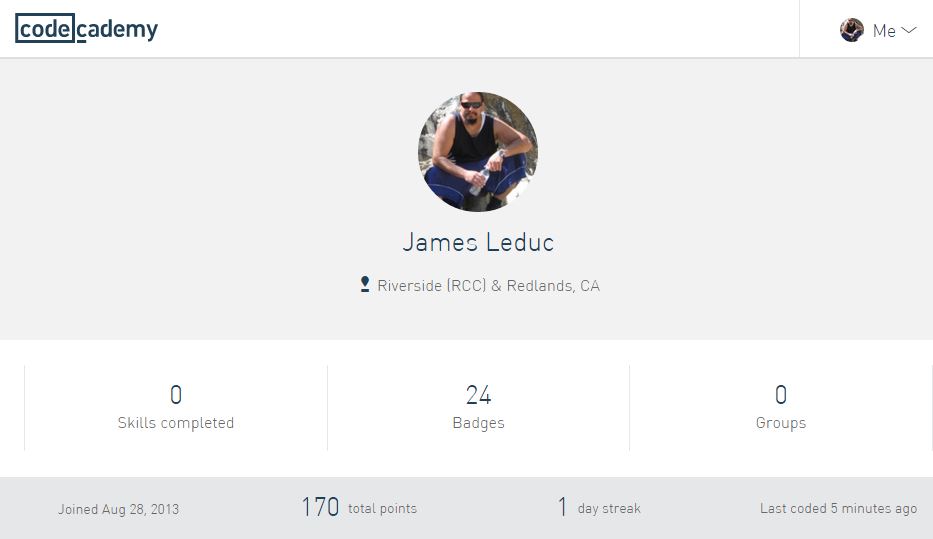 codecademy
Me
James Leduc
Riverside (RCC) & Redlands, CA
0
Skills completed
24
Badges
0
Groups
Joined Aug 28, 2013
170 total points
1 day streak
Last coded 5 minutes ago